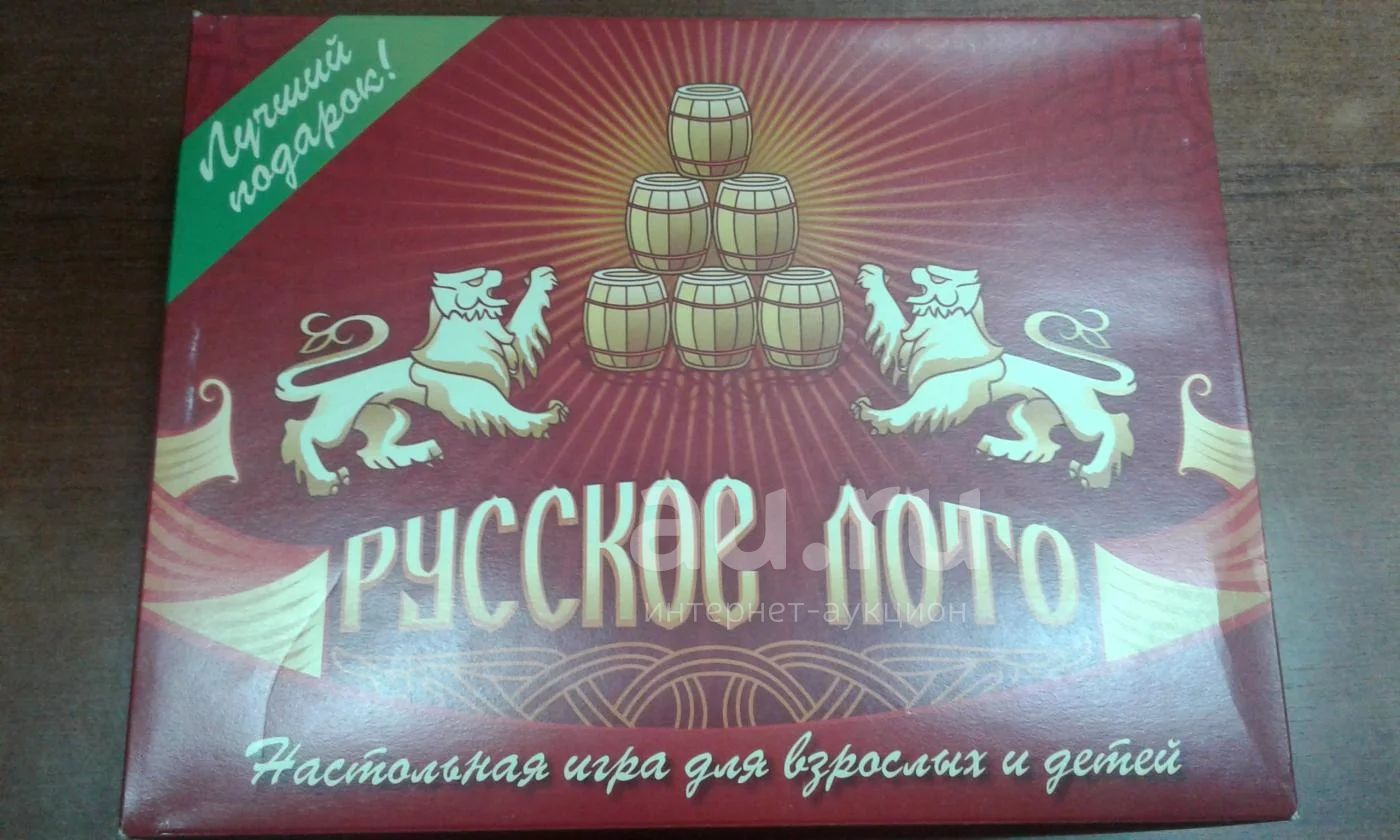 Лучший
подарок!
РУССКОЕ ЛОТО
au.ru
интернет-аукцион
Настольная игра для взрослых и детей